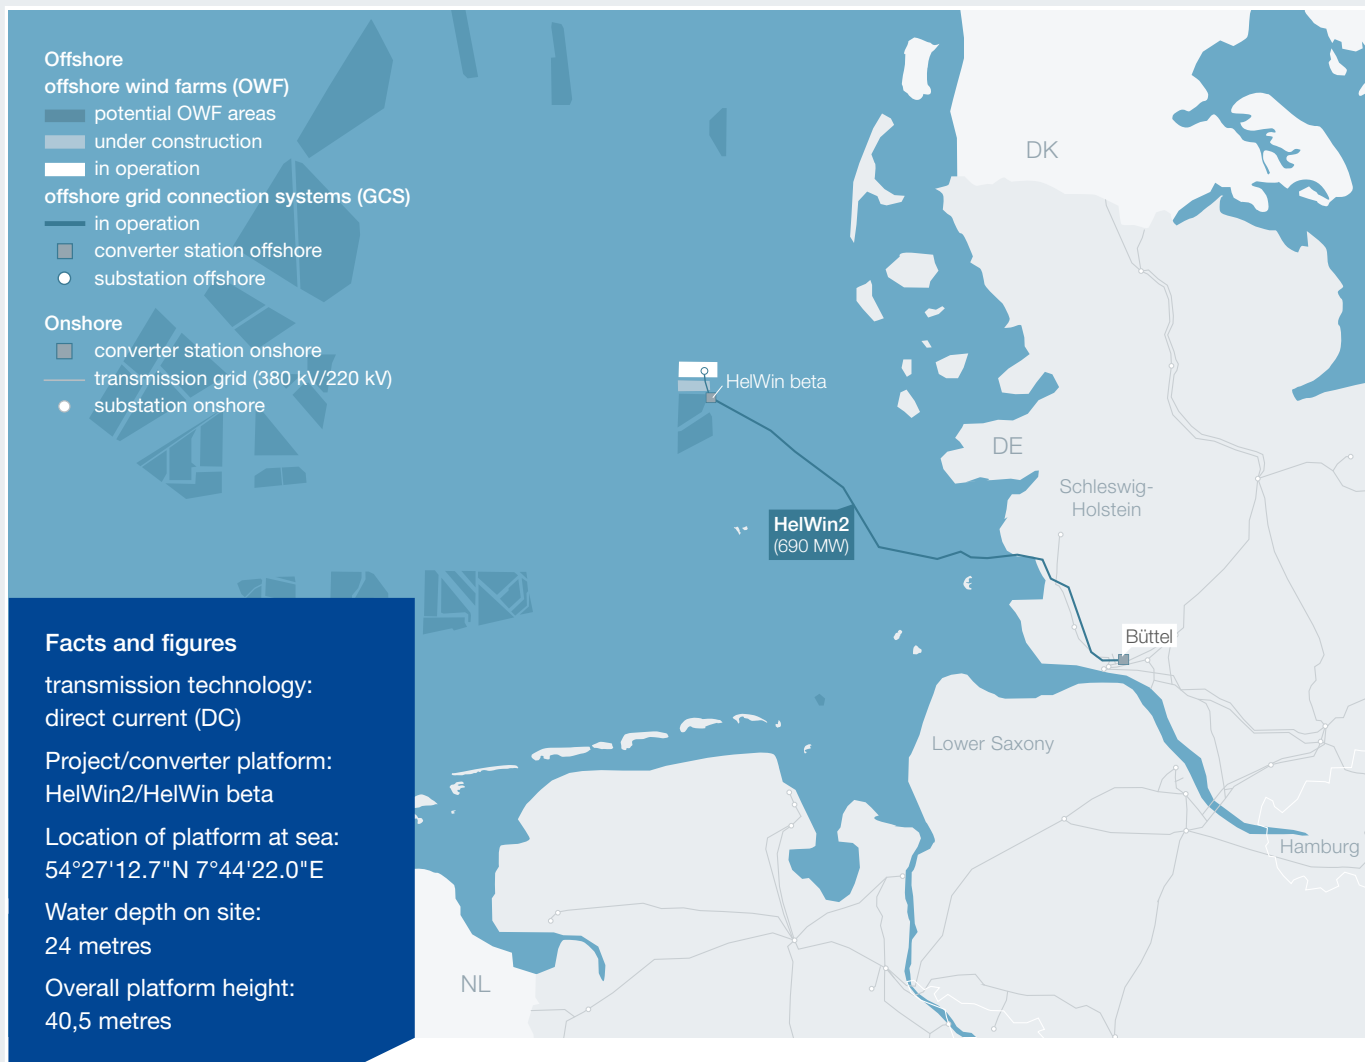 Offshore
offshore wind farms (OWF)
potential OWF areas
under construction
in operation
offshore grid connection systems (GCS)
in operation
converter station offshore
substation offshore
Onshore
converter station onshore
transmission grid (380 kV/220 kV)
substation onshore
DK
HelWin beta
DE
Schleswig-
Holstein
HelWin2
(690 MW)
Büttel
Lower Saxony
Hamburg
NL
Facts and figures
transmission technology:
direct current (DC)
Project/converter platform:
HelWin2/HelWin beta
Location of platform at sea:
54°27'12.7"N 7°44'22.0"E
Water depth on site:
24 metres
Overall platform height:
40,5 metres